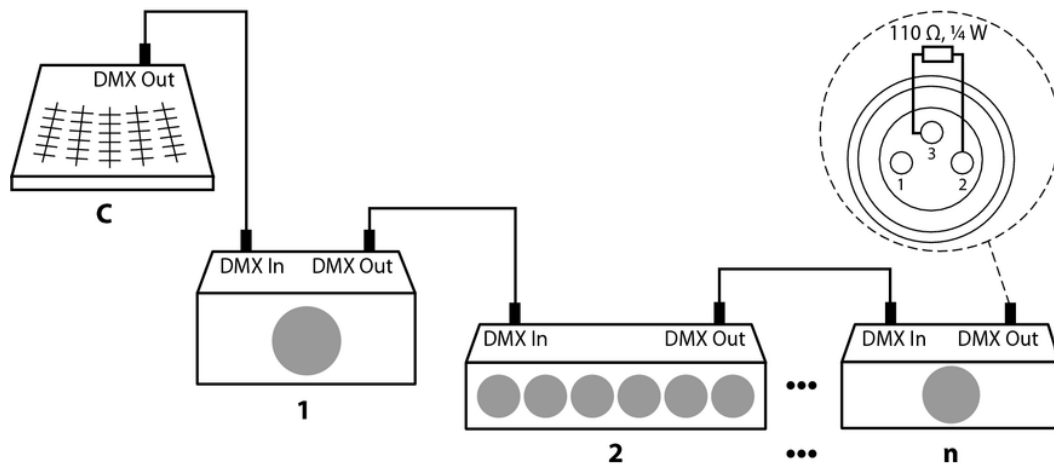 110 Ω, ¼ W
DMX Out
3
1
2
C
DMX In
DMX Out
1
DMX In
DMX Out
•••
DMX In
DMX Out
2
•••
n